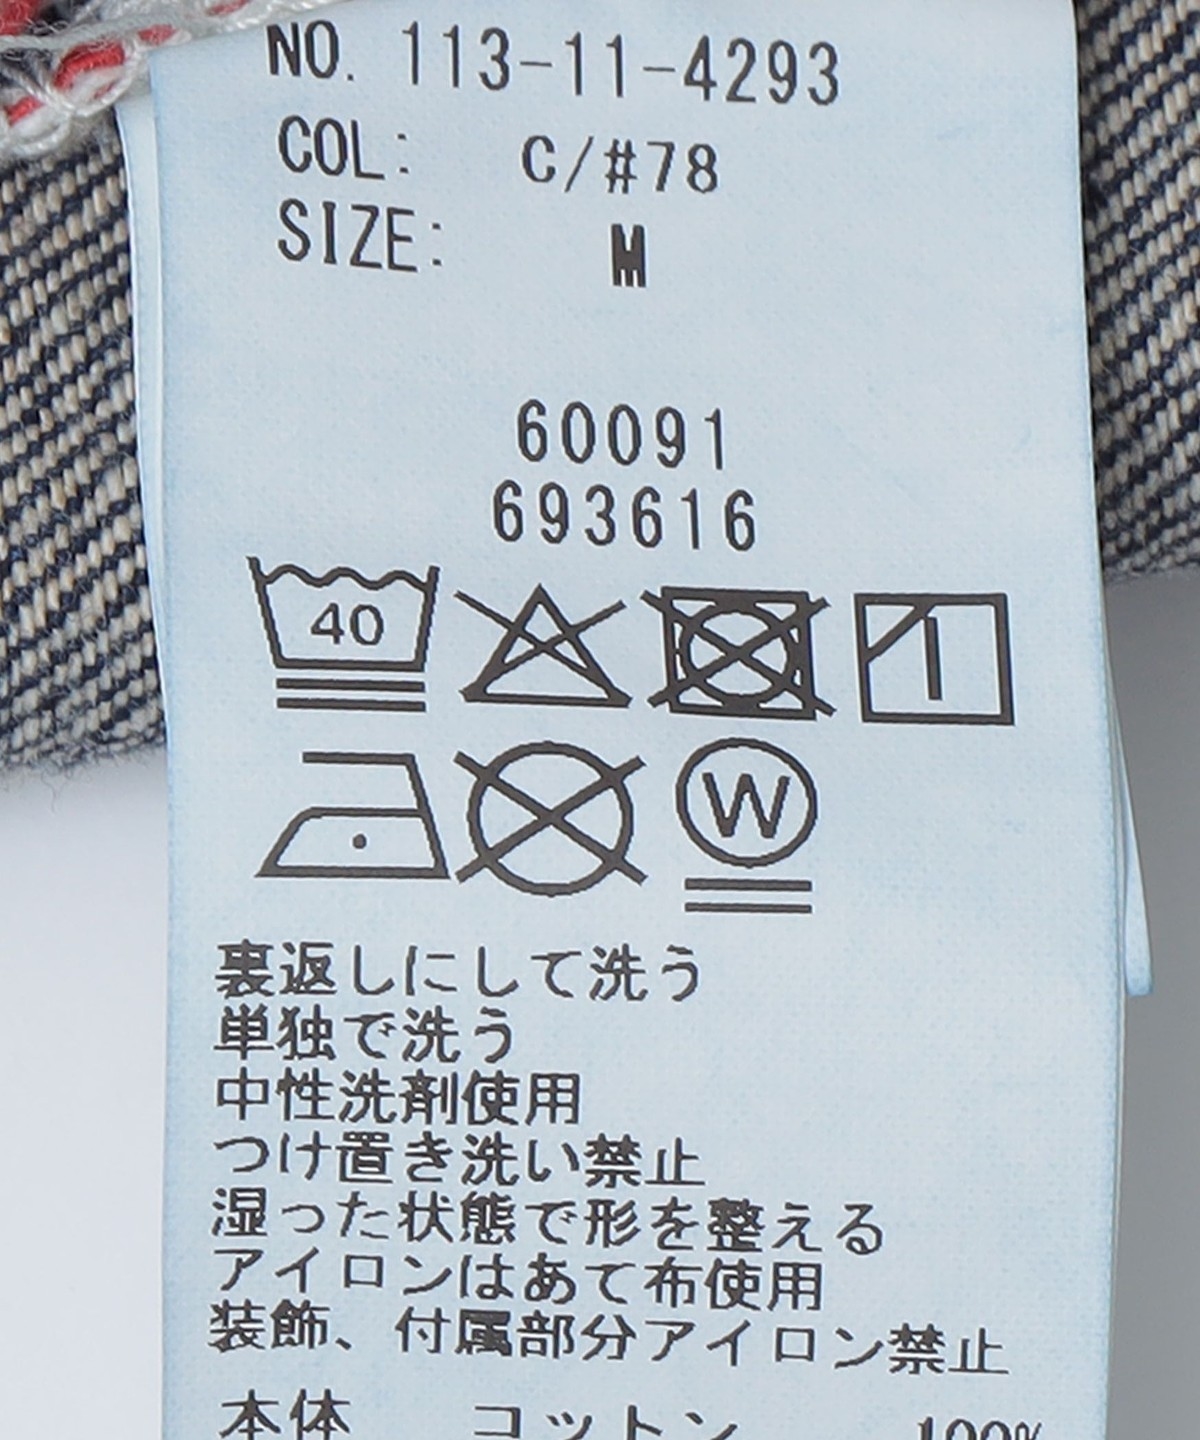 NO. 113-11-4293
COL: C/#78
SIZE: M
60091
693616
40
W
裏返しにして洗う
単独で洗う
中性洗剤使用
つけ置き洗い禁止
湿った状態で形を整える
アイロンはあて布使用
装飾、付属部分アイロン禁止
本体 コットン 100%